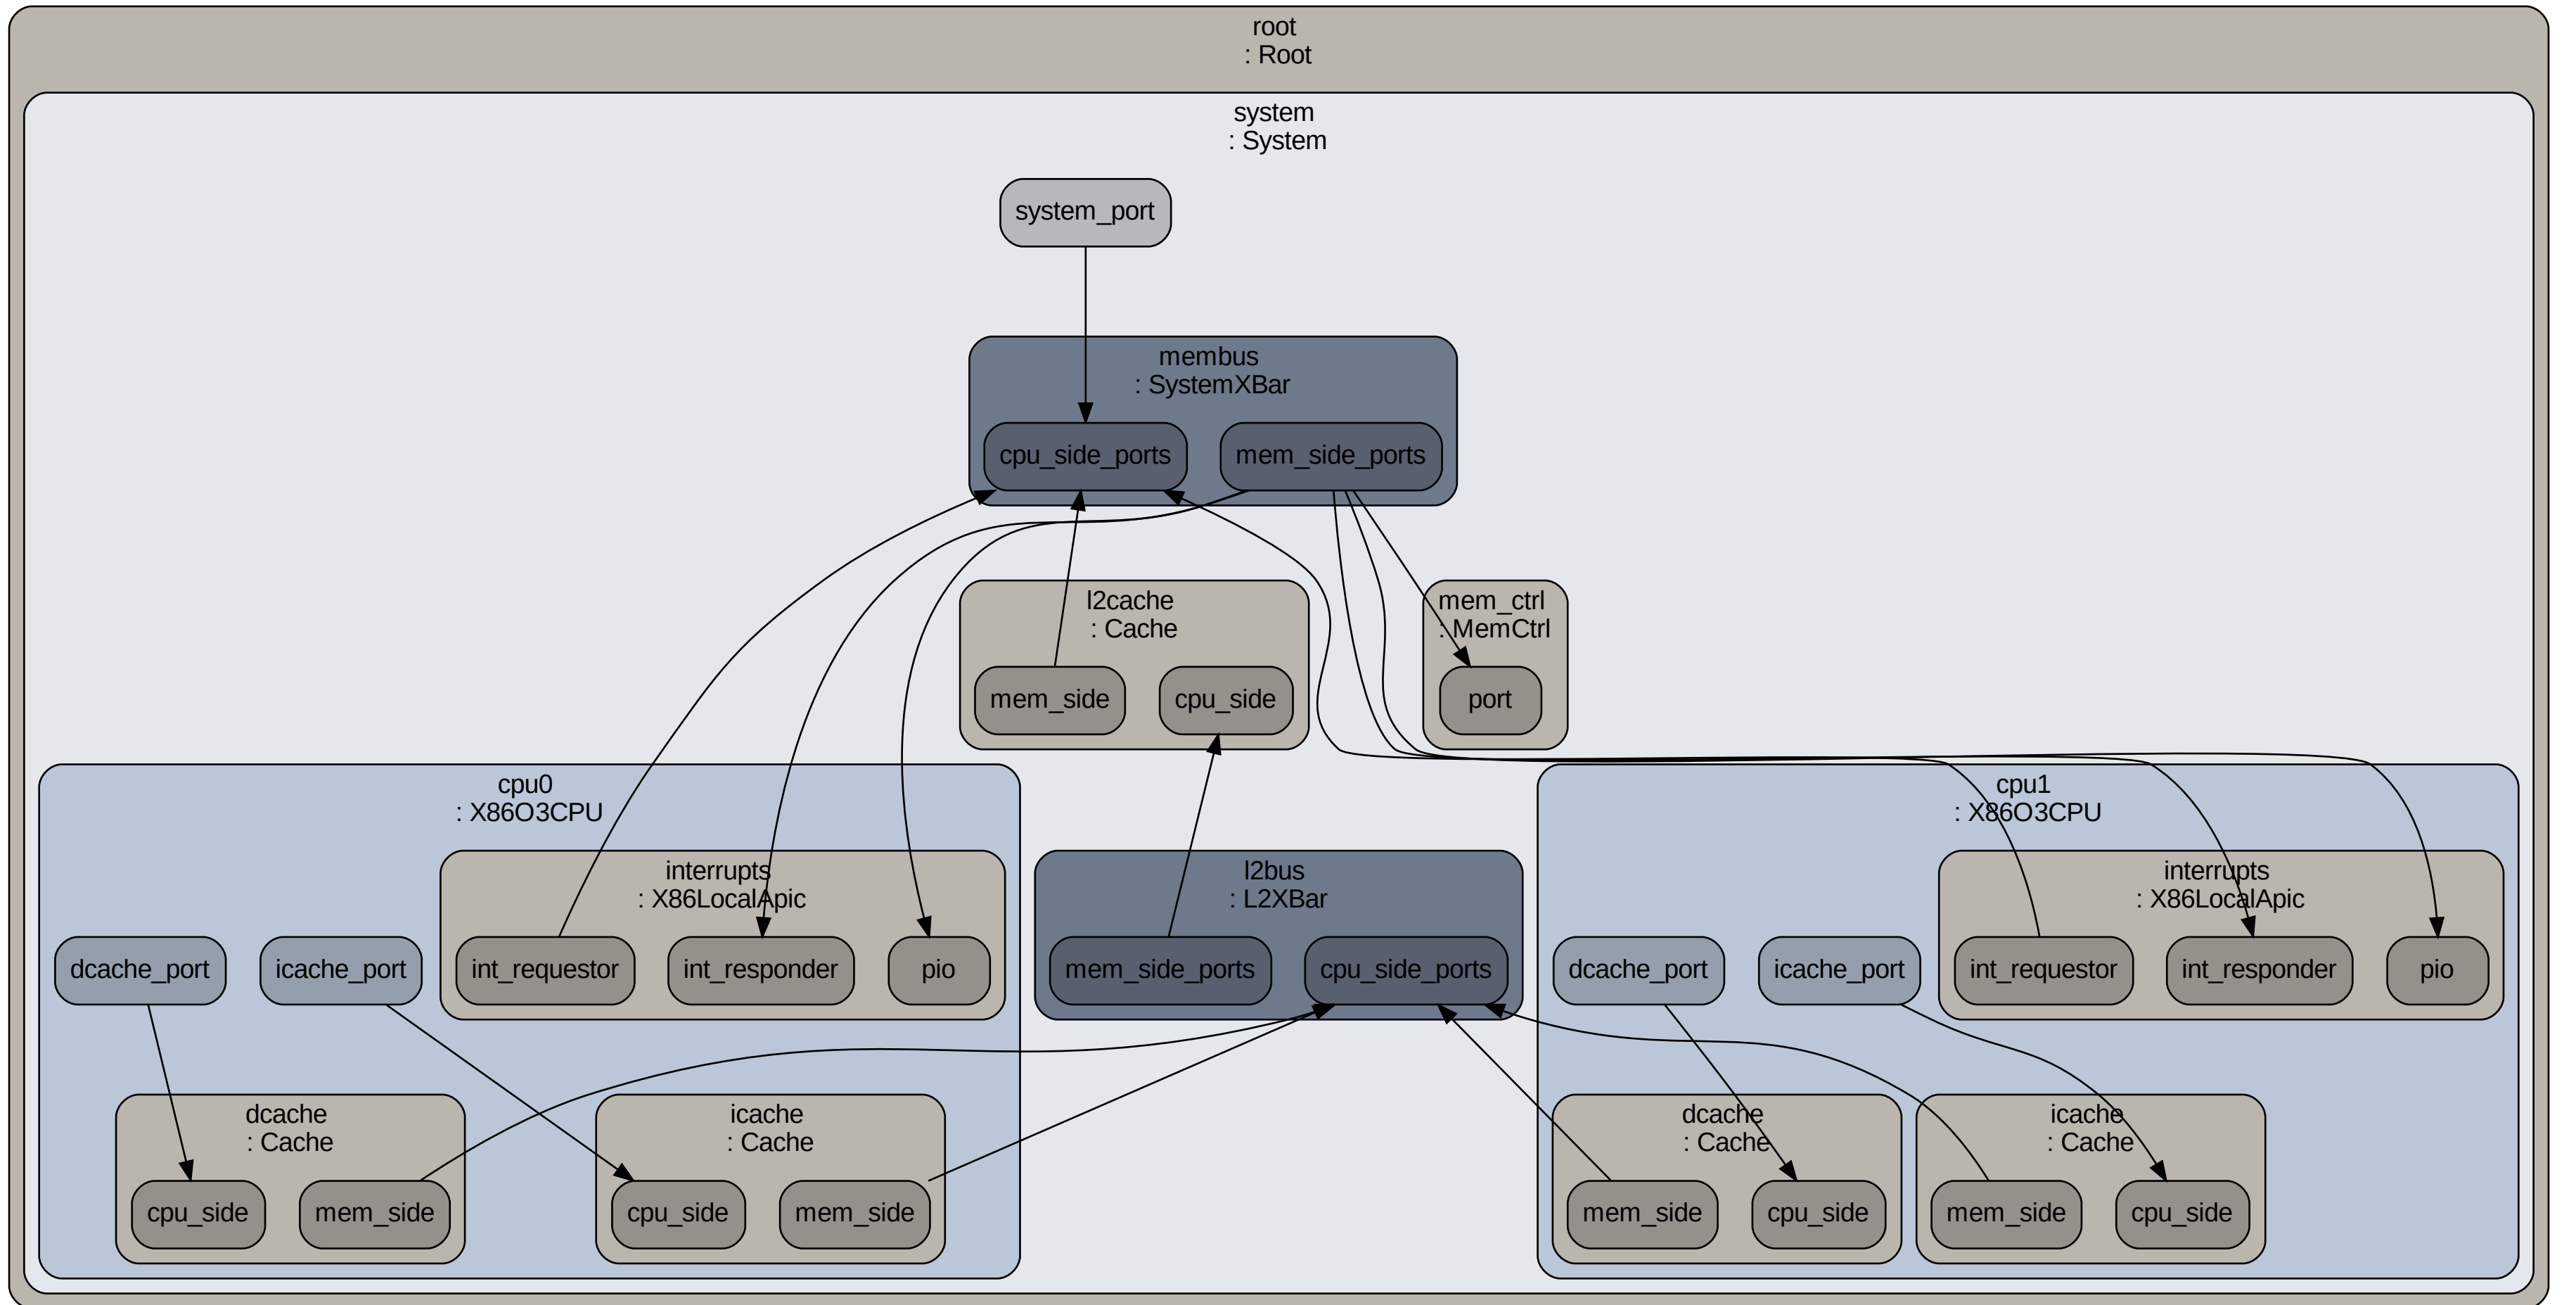 root
: Root
system
: System
system_port
membus
: SystemXBar
cpu_side_ports
mem_side_ports
l2cache
: Cache
mem_side
cpu_side
mem_ctrl
: MemCtrl
port
cpu0
: X86O3CPU
interrupts
: X86LocalApic
dcache_port
icache_port
int_requestor
int_responder
pio
dcache
: Cache
cpu_side
mem_side
icache
: Cache
cpu_side
mem_side
l2bus
: L2XBar
mem_side_ports
cpu_side_ports
cpu1
: X86O3CPU
interrupts
: X86LocalApic
dcache_port
icache_port
int_requestor
int_responder
pio
dcache
: Cache
mem_side
cpu_side
icache
: Cache
mem_side
cpu_side